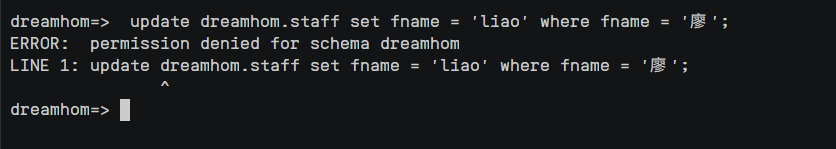 dreamhom=>  update dreamhom.staff set fname = 'liao' where fname = '廖';
ERROR:  permission denied for schema dreamhom
LINE 1: update dreamhom.staff set fname = 'liao' where fname = '廖';
^
dreamhom=>